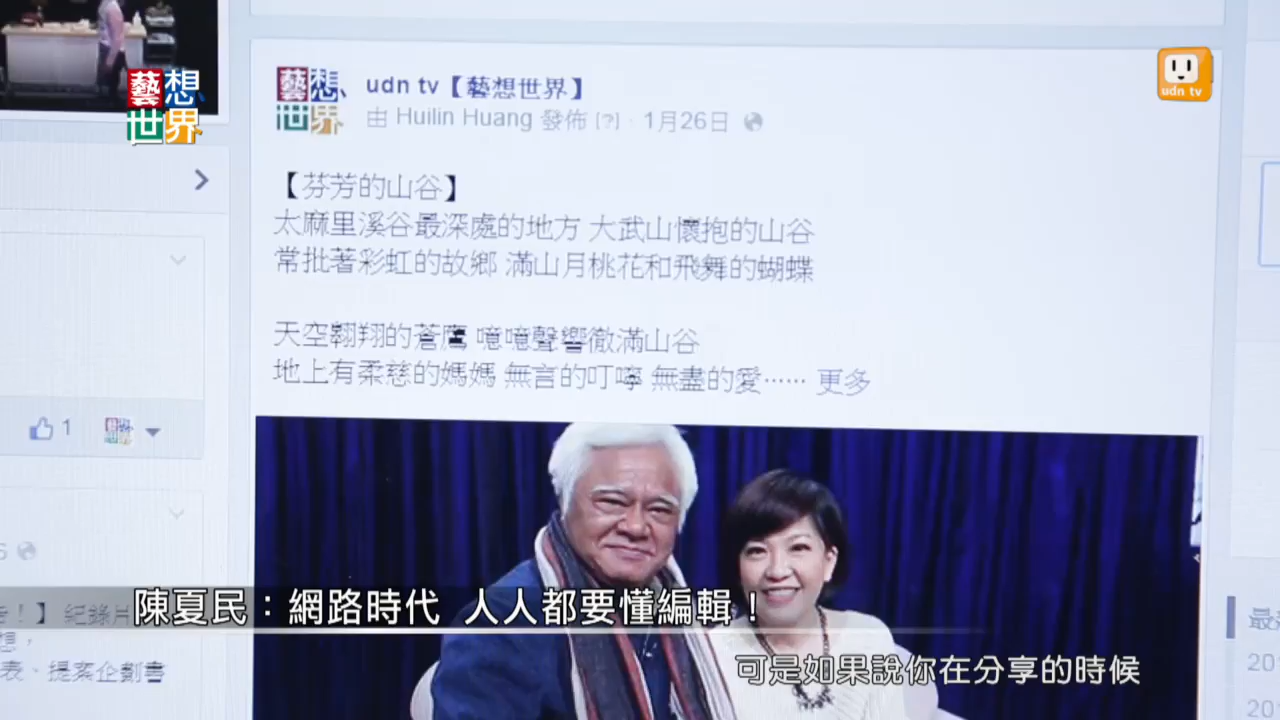 藝想
世界
udn tv
藝想、
世界
udn tv【藝想世界】
由 Huilin Huang 發佈 [?] · 1月26日
【芬芳的山谷】
太麻里溪谷最深處的地方 大武山懷抱的山谷
常批著彩虹的故鄉 滿山月桃花和飛舞的蝴蝶
天空翱翔的蒼鷹 噫噫聲響徹滿山谷
地上有柔慈的媽媽 無言的叮嚀 無盡的愛⋯⋯ 更多
1
！】紀錄片
想，
表、提案企劃書
陳夏民：網路時代 人人都要懂編輯！
可是如果說你在分享的時候
最
20
20